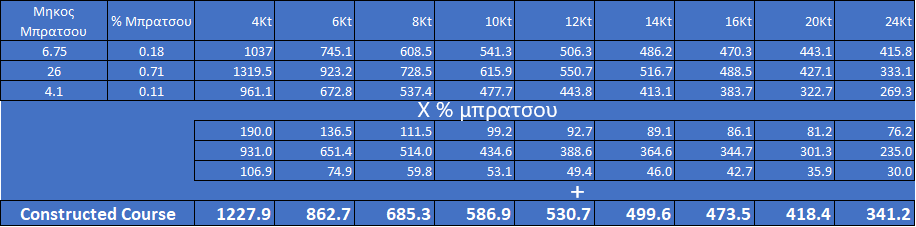 Μηκος Μπρατσου % Μπρατσου 4Kt 6Kt 8Kt 10Kt 12Kt 14Kt 16Kt 20Kt 24Kt
6.75 0.18 1037 745.1 608.5 541.3 506.3 486.2 470.3 443.1 415.8
26 0.71 1319.5 923.2 728.5 615.9 550.7 516.7 488.5 427.1 333.1
4.1 0.11 961.1 672.8 537.4 477.7 443.8 413.1 383.7 322.7 269.3
Χ % μπρατσου
190.0 136.5 111.5 99.2 92.7 89.1 86.1 81.2 76.2
931.0 651.4 514.0 434.6 388.6 364.6 344.7 301.3 235.0
106.9 74.9 59.8 53.1 49.4 46.0 42.7 35.9 30.0
+
Constructed Course 1227.9 862.7 685.3 586.9 530.7 499.6 473.5 418.4 341.2